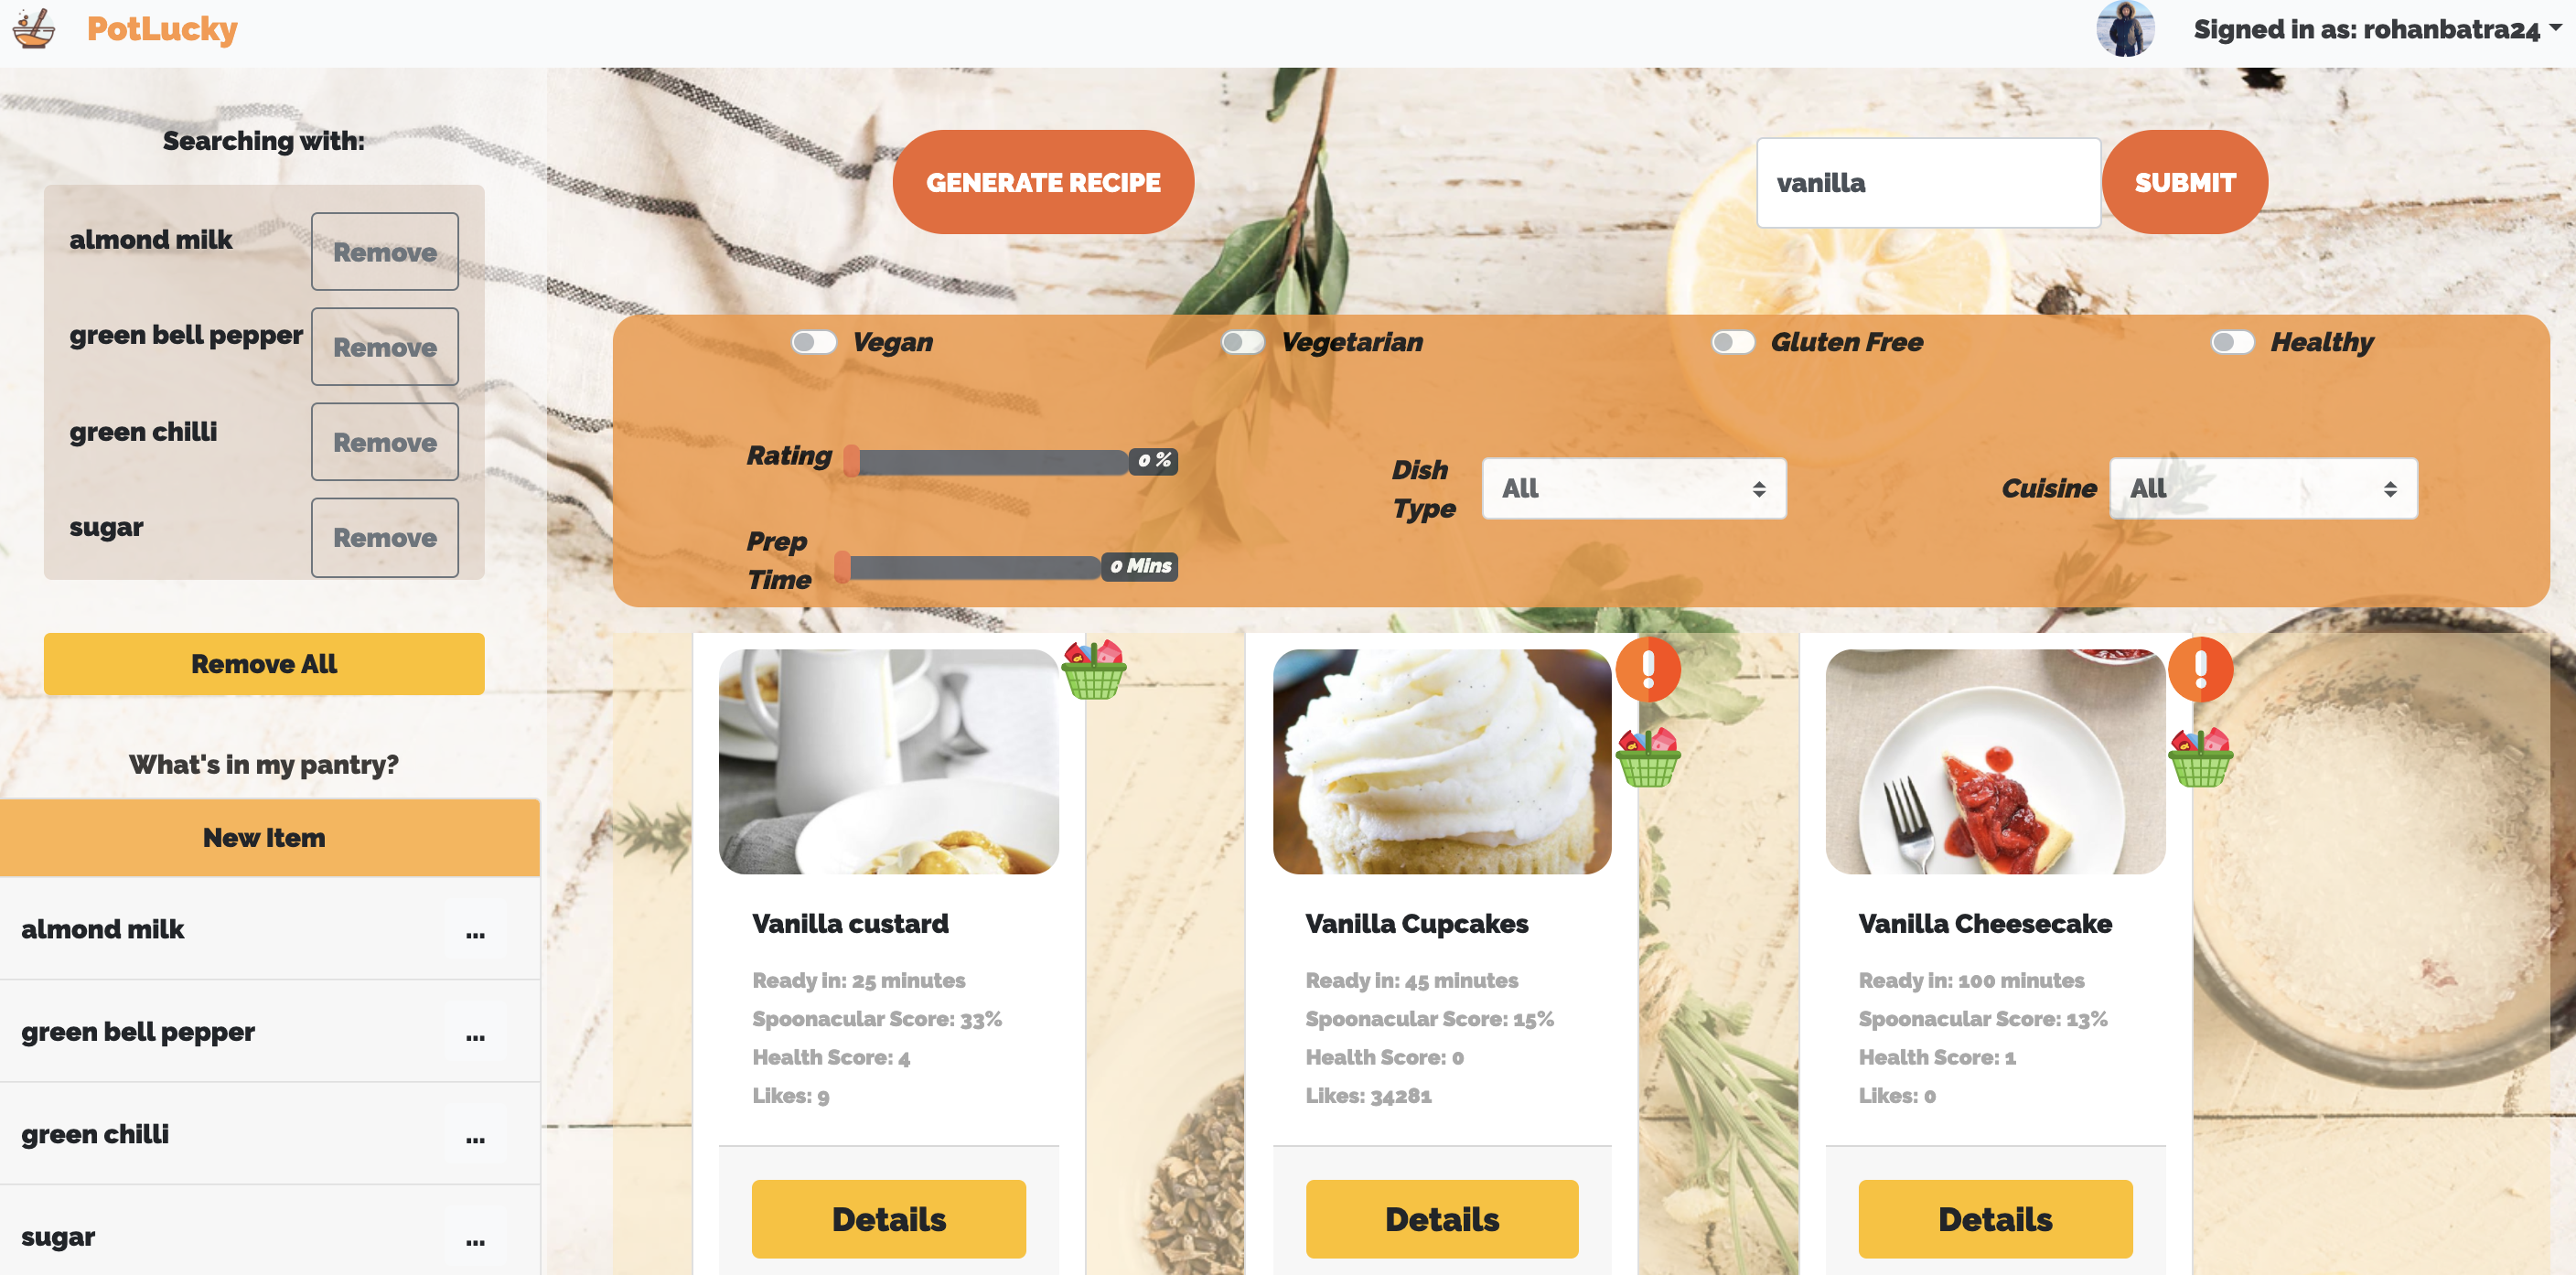 PotLucky
Signed in as: rohanbatra24
Searching with:
almond milk
Remove
green bell pepper
Remove
green chilli
Remove
sugar
Remove
Remove All
What's in my pantry?
New Item
almond milk
...
green bell pepper
...
green chilli
...
sugar
...
GENERATE RECIPE
vanilla
SUBMIT
Vegan
Vegetarian
Gluten Free
Healthy
Rating
0 %
Prep
Time
0 Mins
Dish
Type
All
Cuisine
All
Vanilla custard
Ready in: 25 minutes
Spoonacular Score: 33%
Health Score: 4
Likes: 9
Details
Vanilla Cupcakes
Ready in: 45 minutes
Spoonacular Score: 15%
Health Score: 0
Likes: 34281
Details
Vanilla Cheesecake
Ready in: 100 minutes
Spoonacular Score: 13%
Health Score: 1
Likes: 0
Details